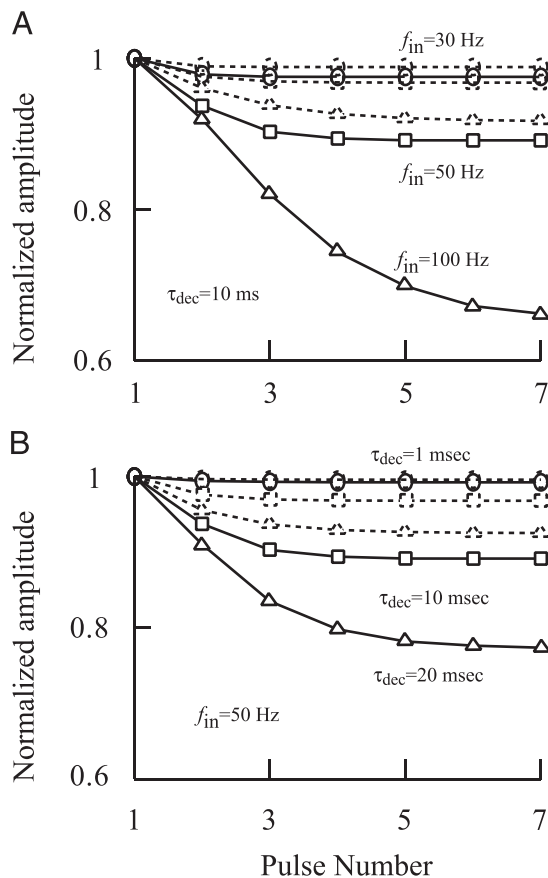 A
f_in=30 Hz
1
f_in=50 Hz
0.8
f_in=100 Hz
τ_dec=10 ms
0.6
1 3 5 7
Normalized amplitude
B
τ_dec=1 msec
1
τ_dec=10 msec
0.8
τ_dec=20 msec
f_in=50 Hz
0.6
1 3 5 7
Normalized amplitude
Pulse Number